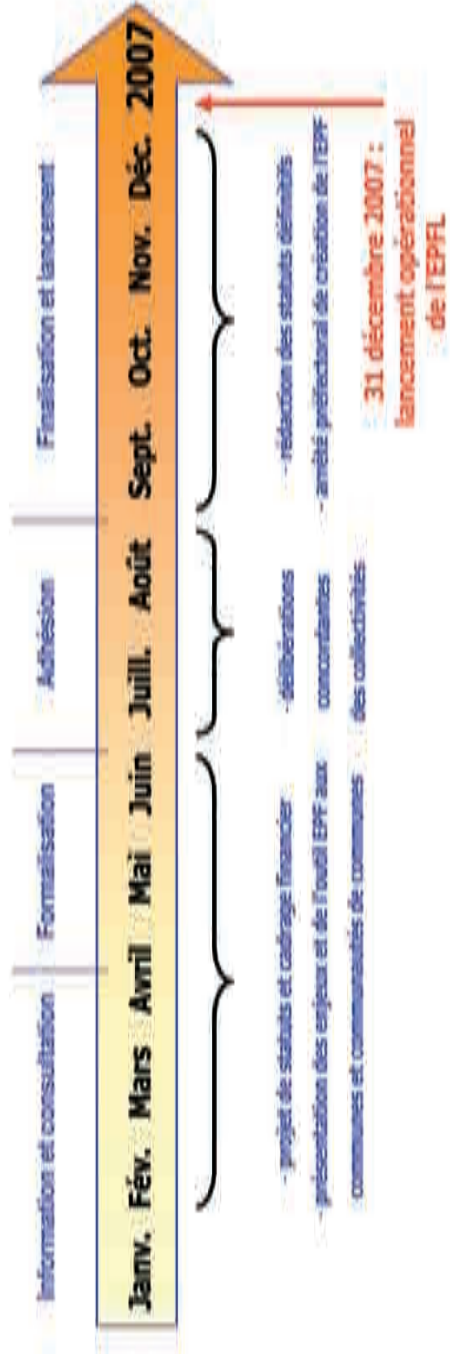 Information et consultation
Formalisation
Adhésion
Finalisation et lancement
Janv. Fév. Mars Avril Mai Juin Juill. Août Sept. Oct. Nov. Déc. 2007
- projet de statuts et cadrage financier
- présentation des enjeux et de l'outil EPF aux
communes et communautés de communes
- délibérations
concordantes
des collectivités
- rédaction des statuts définitifs
- arrêté préfectoral de création de l'EPF
31 décembre 2007 :
lancement opérationnel
de l'EPFL